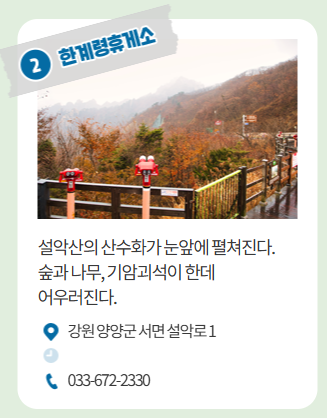 2 한계령휴게소
설악산의 산수화가 눈앞에 펼쳐진다.
숲과 나무, 기암괴석이 한데
어우러진다.
강원 양양군 서면 설악로 1
033-672-2330